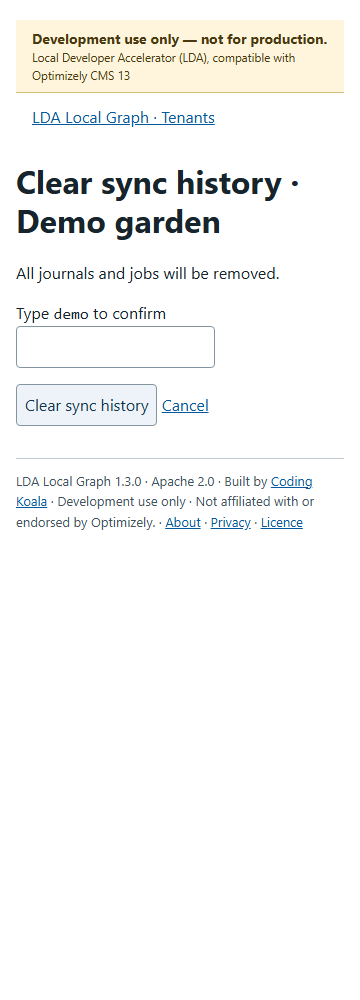 Development use only — not for production.
Local Developer Accelerator (LDA), compatible with
Optimizely CMS 13
LDA Local Graph · Tenants
Clear sync history ·
Demo garden
All journals and jobs will be removed.
Type demo to confirm
Clear sync history Cancel
LDA Local Graph 1.3.0 · Apache 2.0 · Built by Coding
Koala · Development use only · Not affiliated with or
endorsed by Optimizely. · About · Privacy · Licence